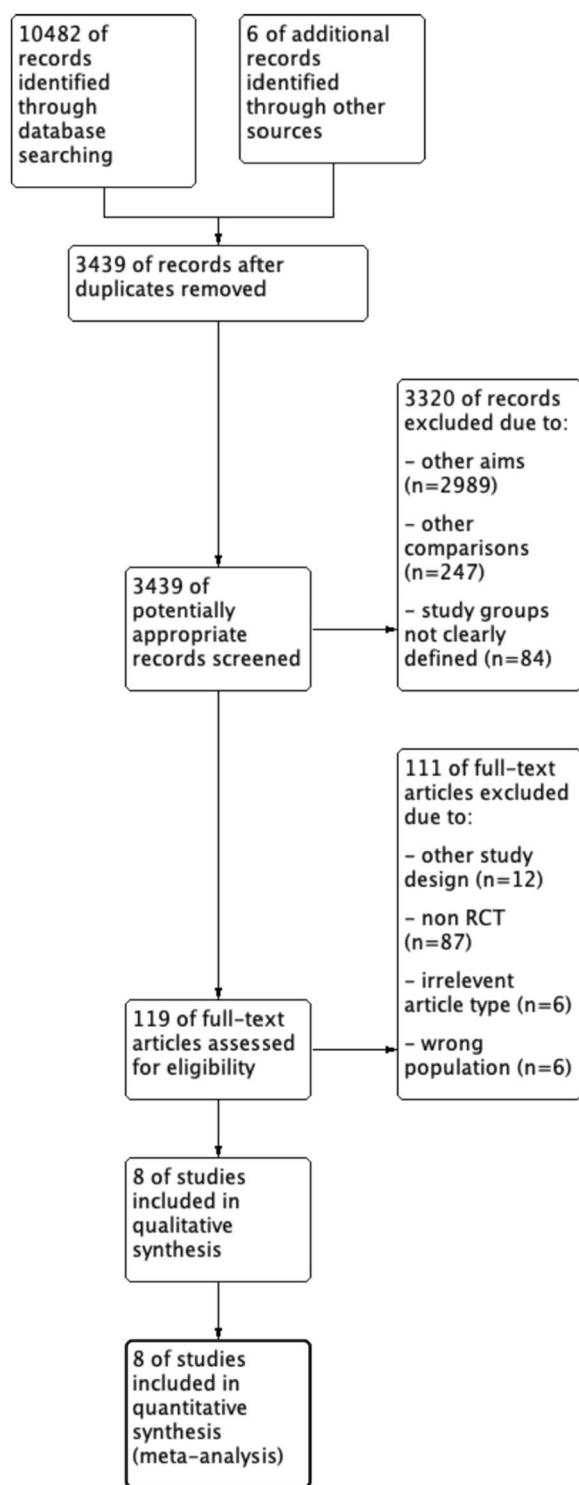 10482 of
records
identified
through
database
searching
6 of additional
records
identified
through other
sources
3439 of records after
duplicates removed
3320 of records
excluded due to:
- other aims
(n=2989)
- other
comparisons
(n=247)
- study groups
not clearly
defined (n=84)
3439 of
potentially
appropriate
records screened
111 of full-text
articles excluded
due to:
- other study
design (n=12)
- non RCT
(n=87)
- irrelevent
article type (n=6)
- wrong
population (n=6)
119 of full-text
articles assessed
for eligibility
8 of studies
included in
qualitative
synthesis
8 of studies
included in
quantitative
synthesis
(meta-analysis)